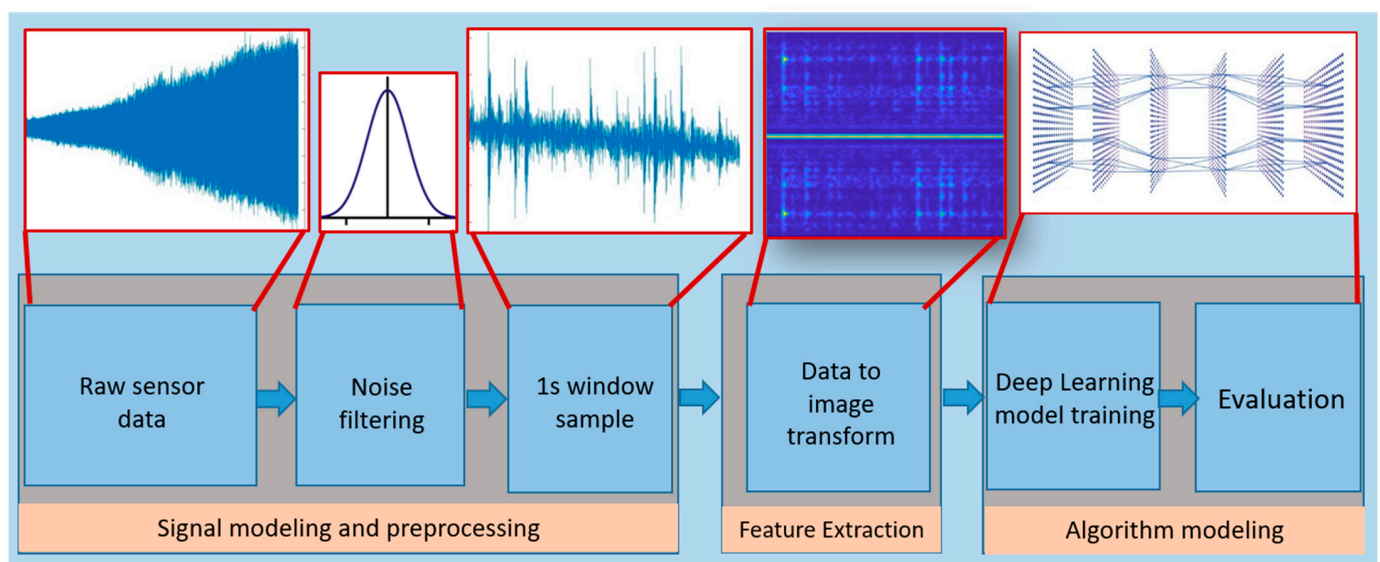 Raw sensor
data
Noise
filtering
1s window
sample
Data to
image
transform
Deep Learning
model training
Evaluation
Signal modeling and preprocessing
Feature Extraction
Algorithm modeling